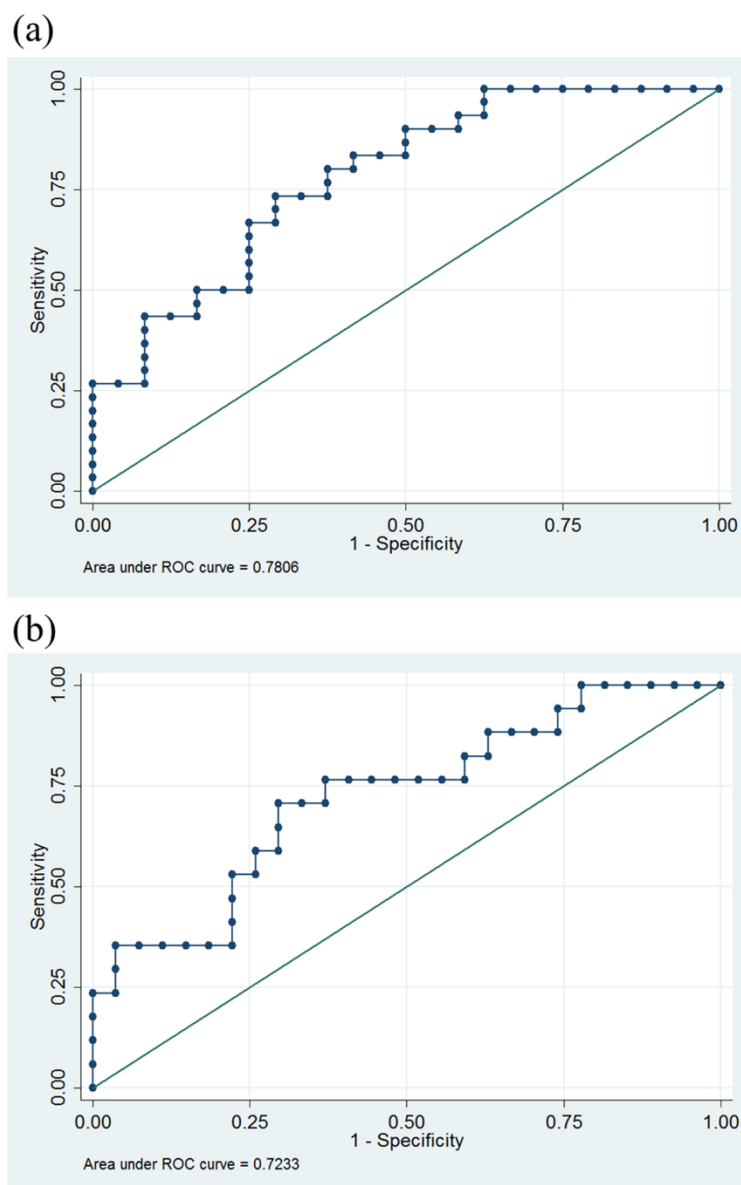 (a)
1.00
0.75
0.50
0.25
0.00
Sensitivity
0.00 0.25 0.50 0.75 1.00
1 - Specificity
Area under ROC curve = 0.7806
(b)
1.00
0.75
0.50
0.25
0.00
Sensitivity
0.00 0.25 0.50 0.75 1.00
1 - Specificity
Area under ROC curve = 0.7233